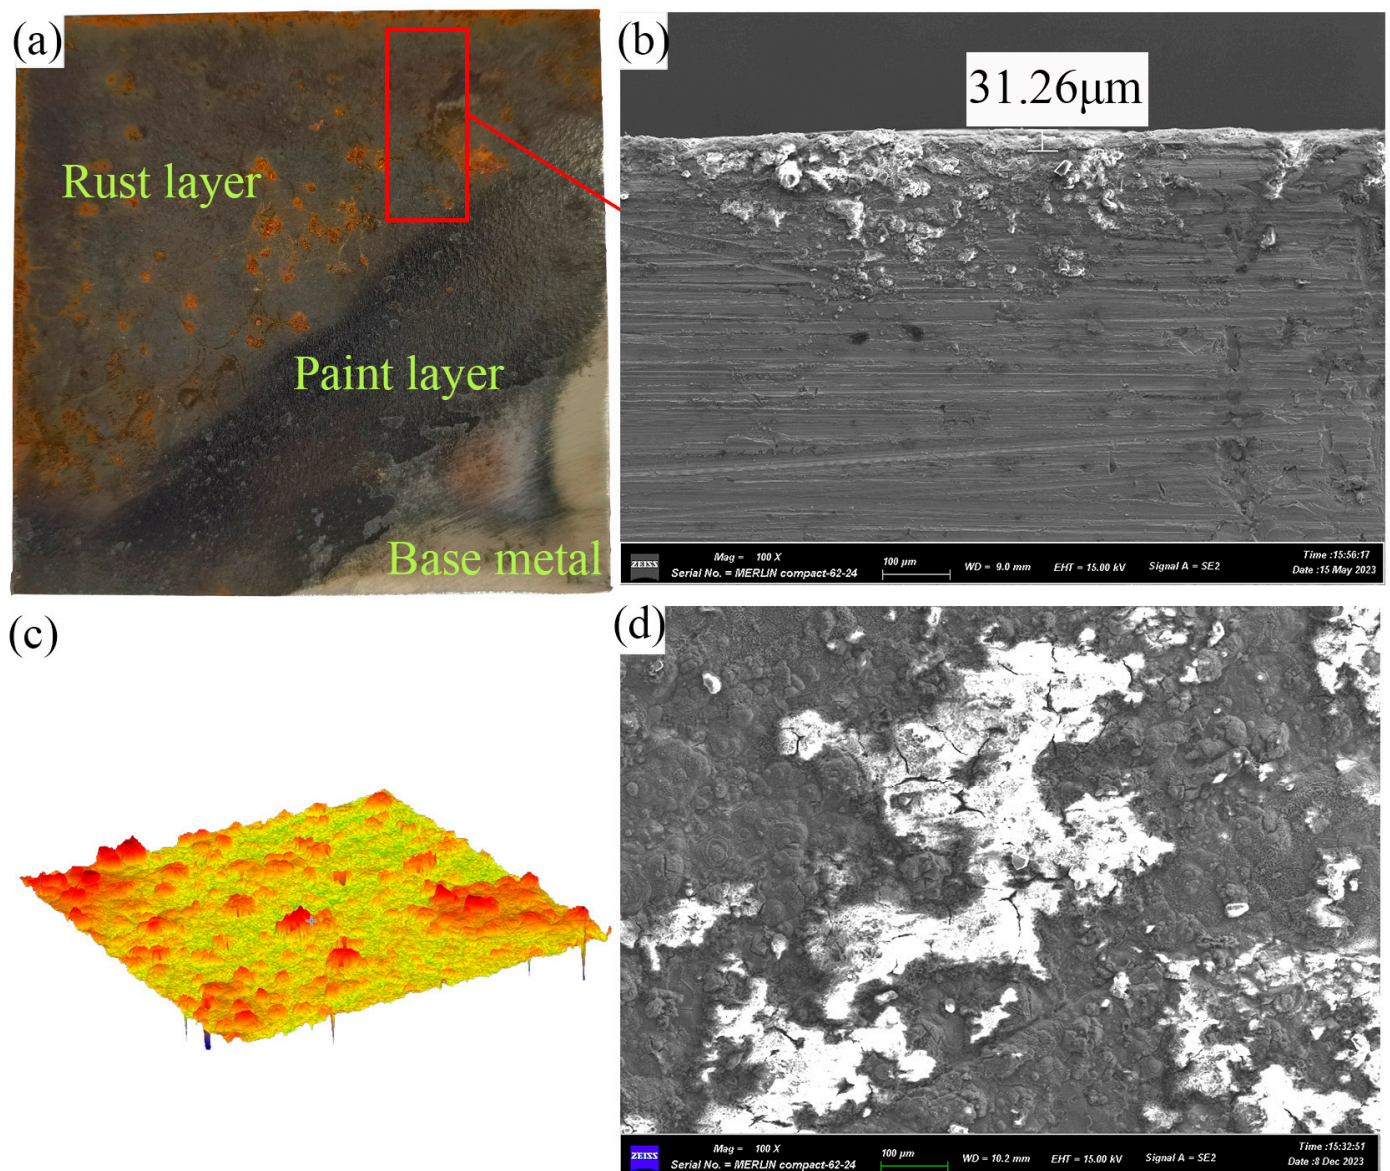 (a)
Rust layer
Paint layer
Base metal
(b)
31.26μm
ZEISS
Mag = 100 X
Serial No. = MERLIN compact-62-24
100 μm
WD = 9.0 mm
EHT = 15.00 kV
Signal A = SE2
Time :15:56:17
Date :15 May 2023
(c)
(d)
ZEISS
Mag = 100 X
Serial No. = MERLIN compact-62-24
100 μm
WD = 10.2 mm
EHT = 15.00 kV
Signal A = SE2
Time :15:32:51
Date :8 Dec 2023